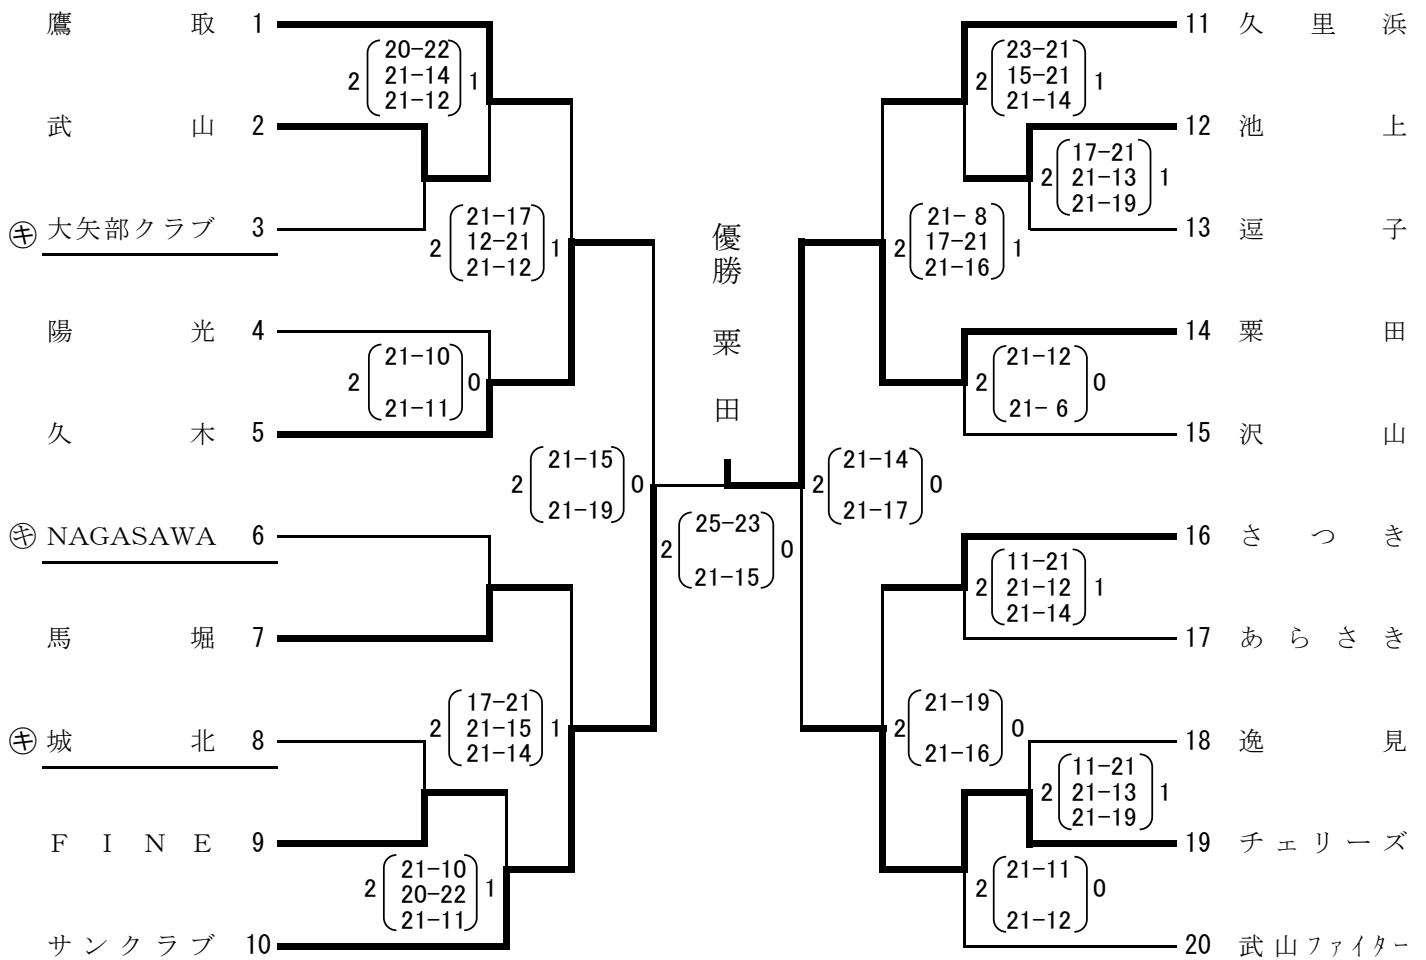 鷹取 1
2 20-22 1
21-14
21-12
武山 2
㋖ 大矢部クラブ 3
2 21-17 1
12-21
21-12
陽光 4
2 21-10 0
21-11
久木 5
2 21-15 0
21-19
㋖ NAGASAWA 6
馬堀 7
2 17-21 1
21-15
21-14
㋖ 城北 8
FINE 9
2 21-10 1
20-22
21-11
サンクラブ 10
優勝 粟田
2 25-23 0
21-15
11 久里浜
2 23-21 1
15-21
21-14
12 池上
2 17-21 1
21-13
21-19
13 逗子
2 21- 8 1
17-21
21-16
14 粟田
2 21-12 0
21- 6
15 沢山
2 21-14 0
21-17
16 さつき
2 11-21 1
21-12
21-14
17 あらさき
2 21-19 0
21-16
18 逸見
2 11-21 1
21-13
21-19
19 チェリーズ
2 21-11 0
21-12
20 武山ファイター